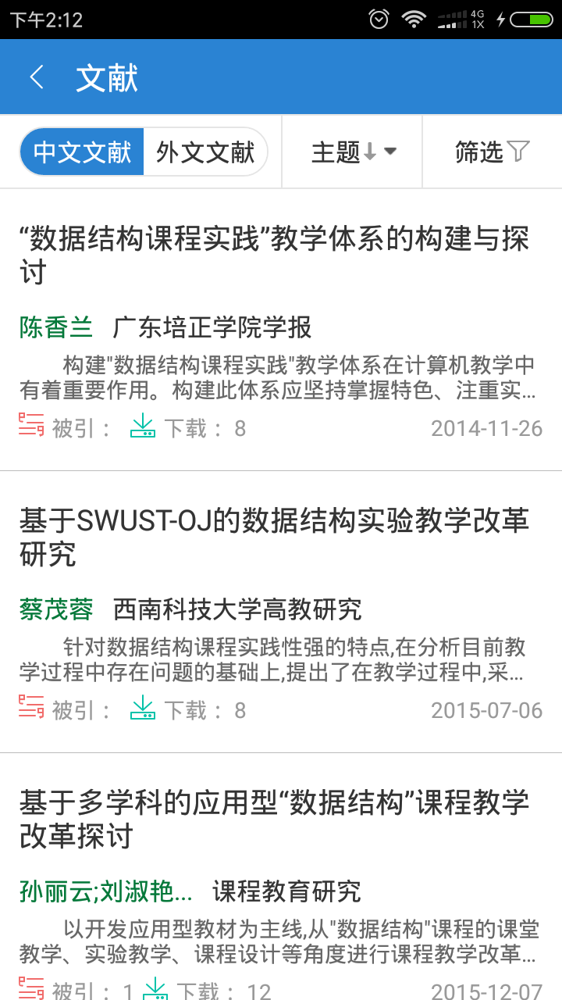 下午2:12
4G
1X
文献
中文文献 外文文献 主题 筛选
“数据结构课程实践”教学体系的构建与探
讨
陈香兰 广东培正学院学报
构建"数据结构课程实践"教学体系在计算机教学中
有着重要作用。构建此体系应坚持掌握特色、注重实...
被引： 下载：8 2014-11-26
基于SWUST-OJ的数据结构实验教学改革
研究
蔡茂蓉 西南科技大学高教研究
针对数据结构课程实践性强的特点,在分析目前教
学过程中存在问题的基础上,提出了在教学过程中,采...
被引： 下载：8 2015-07-06
基于多学科的应用型“数据结构”课程教学
改革探讨
孙丽云;刘淑艳... 课程教育研究
以开发应用型教材为主线,从"数据结构"课程的课堂
教学、实验教学、课程设计等角度进行课程教学改革...
被引：1 下载：12 2015-12-07